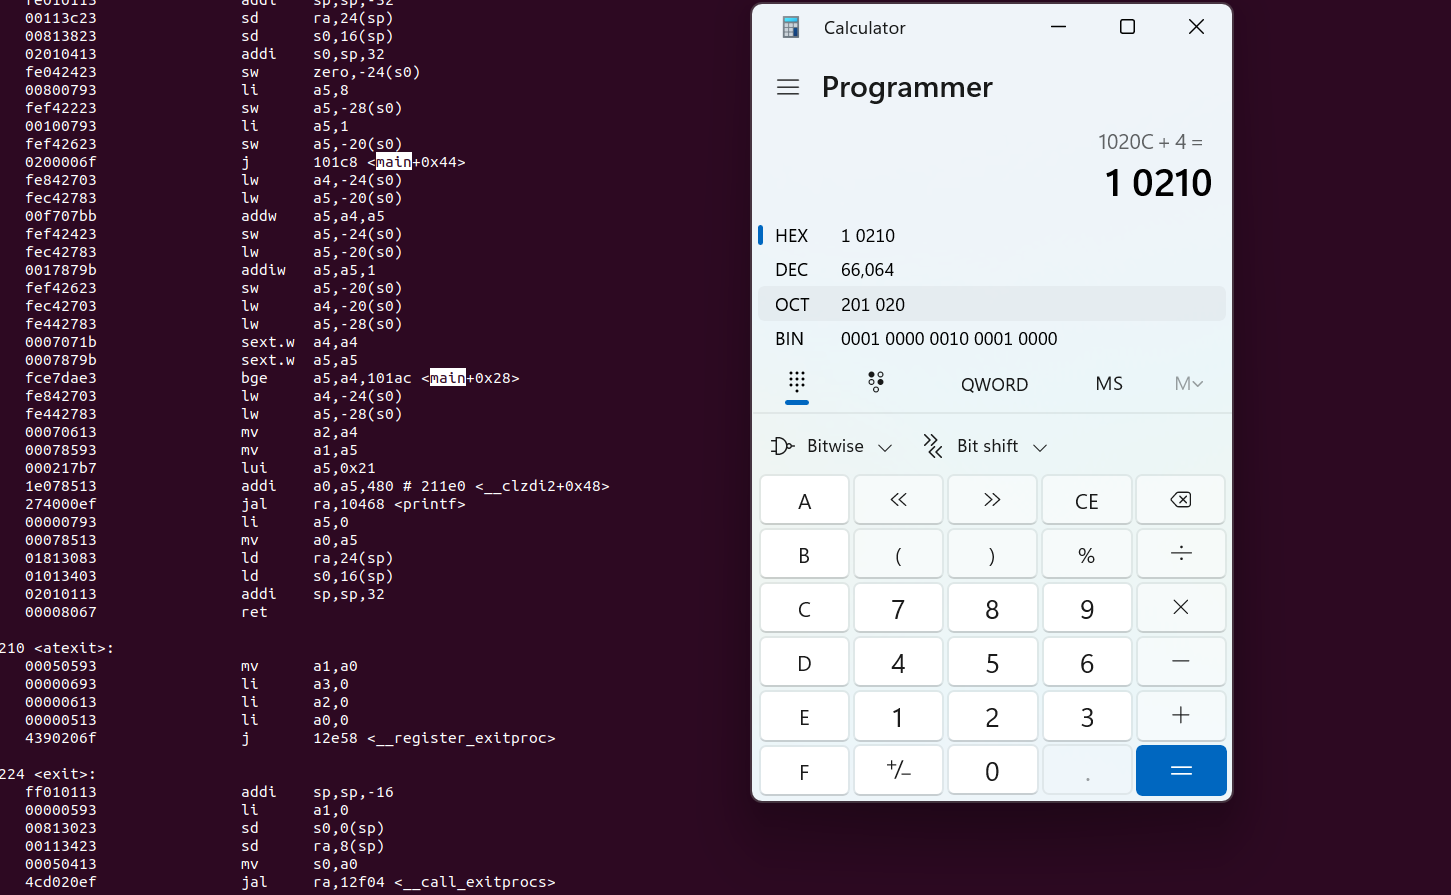 fe010113 addi sp,sp,-32
00113c23 sd ra,24(sp)
00813823 sd s0,16(sp)
02010413 addi s0,sp,32
fe042423 sw zero,-24(s0)
00800793 li a5,8
fef42223 sw a5,-28(s0)
00100793 li a5,1
fef42623 sw a5,-20(s0)
0200006f j 101c8 <main+0x44>
fe842703 lw a4,-24(s0)
fec42783 lw a5,-20(s0)
00f707bb addw a5,a4,a5
fef42423 sw a5,-24(s0)
fec42783 lw a5,-20(s0)
0017879b addiw a5,a5,1
fef42623 sw a5,-20(s0)
fec42703 lw a4,-20(s0)
fe442783 lw a5,-28(s0)
0007071b sext.w a4,a4
0007879b sext.w a5,a5
fce7dae3 bge a5,a4,101ac <main+0x28>
fe842703 lw a4,-24(s0)
fe442783 lw a5,-28(s0)
00070613 mv a2,a4
00078593 mv a1,a5
000217b7 lui a5,0x21
1e078513 addi a0,a5,480 # 211e0 <__clzdi2+0x48>
274000ef jal ra,10468 <printf>
00000793 li a5,0
00078513 mv a0,a5
01813083 ld ra,24(sp)
01013403 ld s0,16(sp)
02010113 addi sp,sp,32
00008067 ret
210 <atexit>:
00050593 mv a1,a0
00000693 li a3,0
00000613 li a2,0
00000513 li a0,0
4390206f j 12e58 <__register_exitproc>
224 <exit>:
ff010113 addi sp,sp,-16
00000593 li a1,0
00813023 sd s0,0(sp)
00113423 sd ra,8(sp)
00050413 mv s0,a0
4cd020ef jal ra,12f04 <__call_exitprocs>
Calculator
Programmer
1020C + 4 =
1 0210
HEX 1 0210
DEC 66,064
OCT 201 020
BIN 0001 0000 0010 0001 0000
QWORD MS M
Bitwise Bit shift
A << >> CE
B ( ) % ÷
C 7 8 9 ×
D 4 5 6 −
E 1 2 3 +
F +/− 0 . =